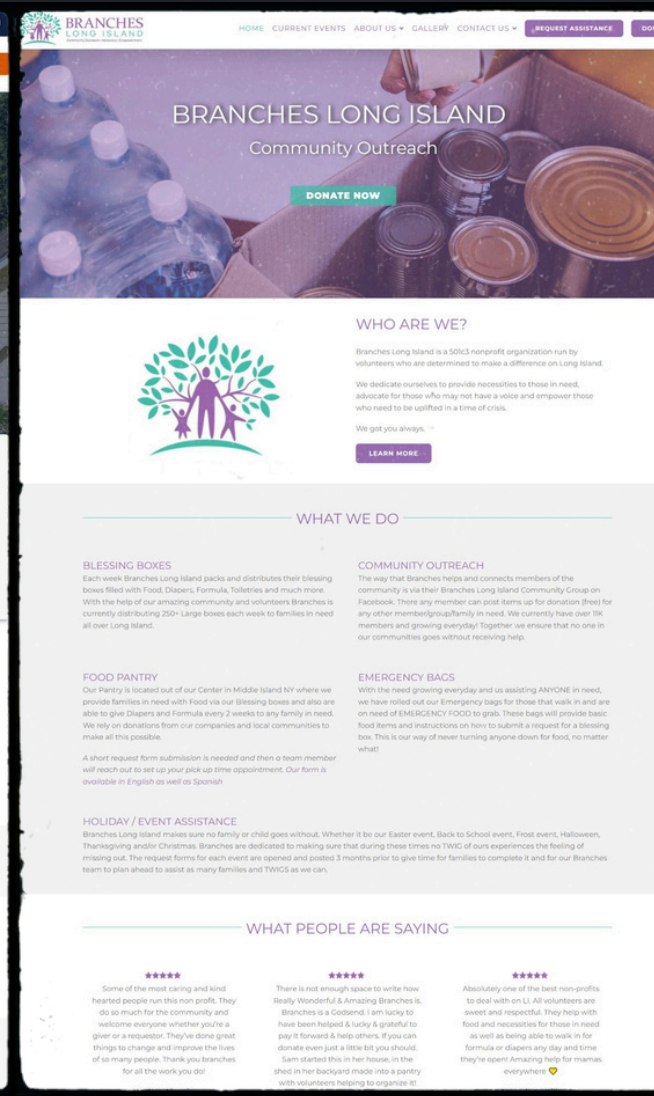 BRANCHES
LONG ISLAND
HOME CURRENT EVENTS ABOUT US GALLERY CONTACT US REQUEST ASSISTANCE
BRANCHES LONG ISLAND
Community Outreach
DONATE NOW
WHO ARE WE?
Branches Long Island is a 501c3 nonprofit organization run by
volunteers who are determined to make a difference on Long Island.
We dedicate ourselves to provide necessities to those in need,
advocate for those who may not have a voice and empower those
who need to be uplifted in a time of crisis.
We got you always.
LEARN MORE
WHAT WE DO
BLESSING BOXES
Each week Branches Long Island packs and distributes their blessing
boxes filled with Food, Diapers, Formula, Toiletries and much more.
With the help of our amazing community and volunteers Branches is
currently distributing 250+ Large boxes each week to families in need
all over Long Island.
COMMUNITY OUTREACH
The way that Branches helps and connects members of the
community is via their Branches Long Island Community Group on
Facebook. There any member can post items up for donation (free) for
any other member/group/family in need. We currently have over 11K
members and growing everyday! Together we ensure that no one in
our communities goes without receiving help.
FOOD PANTRY
Our Pantry is located out of our Center in Middle Island NY where we
provide families in need with Food via our Blessing boxes and also are
able to give Diapers and Formula every 2 weeks to any family in need.
We rely on donations from our companies and local communities to
make all this possible.
A short request form submission is needed and then a team member
will reach out to set up your pick up time appointment. Our form is
available in English as well as Spanish
EMERGENCY BAGS
With the need growing everyday and us assisting ANYONE in need,
we have rolled out our Emergency bags for those that walk in and are
on need of EMERGENCY FOOD to grab. These bags will provide basic
food items and instructions on how to submit a request for a blessing
box. This is our way of never turning anyone down for food, no matter
what!
HOLIDAY / EVENT ASSISTANCE
Branches Long Island makes sure no family or child goes without. Whether it be our Easter event, Back to School event, Frost event, Halloween,
Thanksgiving and/or Christmas. Branches are dedicated to making sure that during these times no TWIG of ours experiences the feeling of
missing out. The request forms for each event are opened and posted 3 months prior to give time for families to complete it and for our Branches
team to plan ahead to assist as many families and TWIGS as we can.
WHAT PEOPLE ARE SAYING
Some of the most caring and kind
hearted people run this non profit. They
do so much for the community and
welcome everyone whether you're a
giver or a requestor. They've done great
things to change and improve the lives
of so many people. Thank you branches
for all the work you do!
There is not enough space to write how
Really Wonderful & Amazing Branches is.
Branches is a Godsend. I am lucky to
have been helped & lucky & grateful to
pay it forward & help others. If you can
donate even just a little bit you should.
Sam started this in her house, in the
shed in her backyard made into a pantry
with volunteers helping to organize it!
Absolutely one of the best non-profits
to deal with on LI. All volunteers are
sweet and respectful. They help with
food and necessities for those in need
as well as being able to walk in for
formula or diapers any day and time
they're open! Amazing help for mamas
everywhere 💛